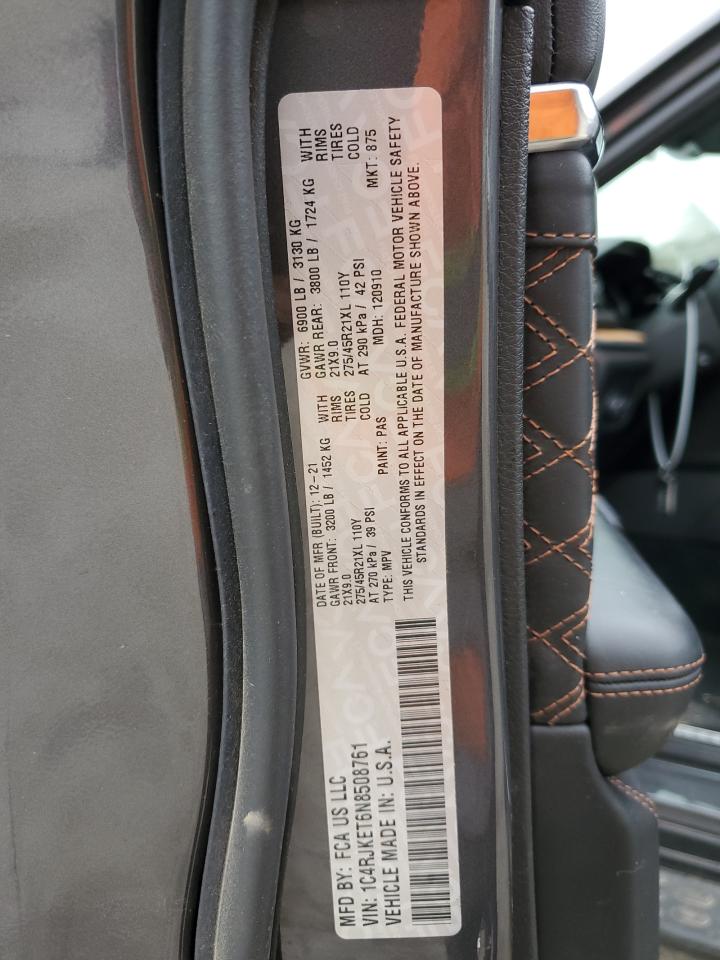 MFD BY: FCA US LLC
VIN: 1C4RJKET6N8508761
VEHICLE MADE IN: U.S.A.
DATE OF MFR (BUILT): 12-21
GAWR FRONT: 3200 LB / 1452 KG WITH
21X9.0 RIMS
275/45R21XL 110Y TIRES
AT 270 kPa / 39 PSI COLD
TYPE: MPV PAINT: PAS
GVWR: 6900 LB / 3130 KG
GAWR REAR: 3800 LB / 1724 KG WITH
21X9.0 RIMS
275/45R21XL 110Y TIRES
AT 290 kPa / 42 PSI COLD
MDH: 120910 MKT: 875
THIS VEHICLE CONFORMS TO ALL APPLICABLE U.S.A. FEDERAL MOTOR VEHICLE SAFETY
STANDARDS IN EFFECT ON THE DATE OF MANUFACTURE SHOWN ABOVE.